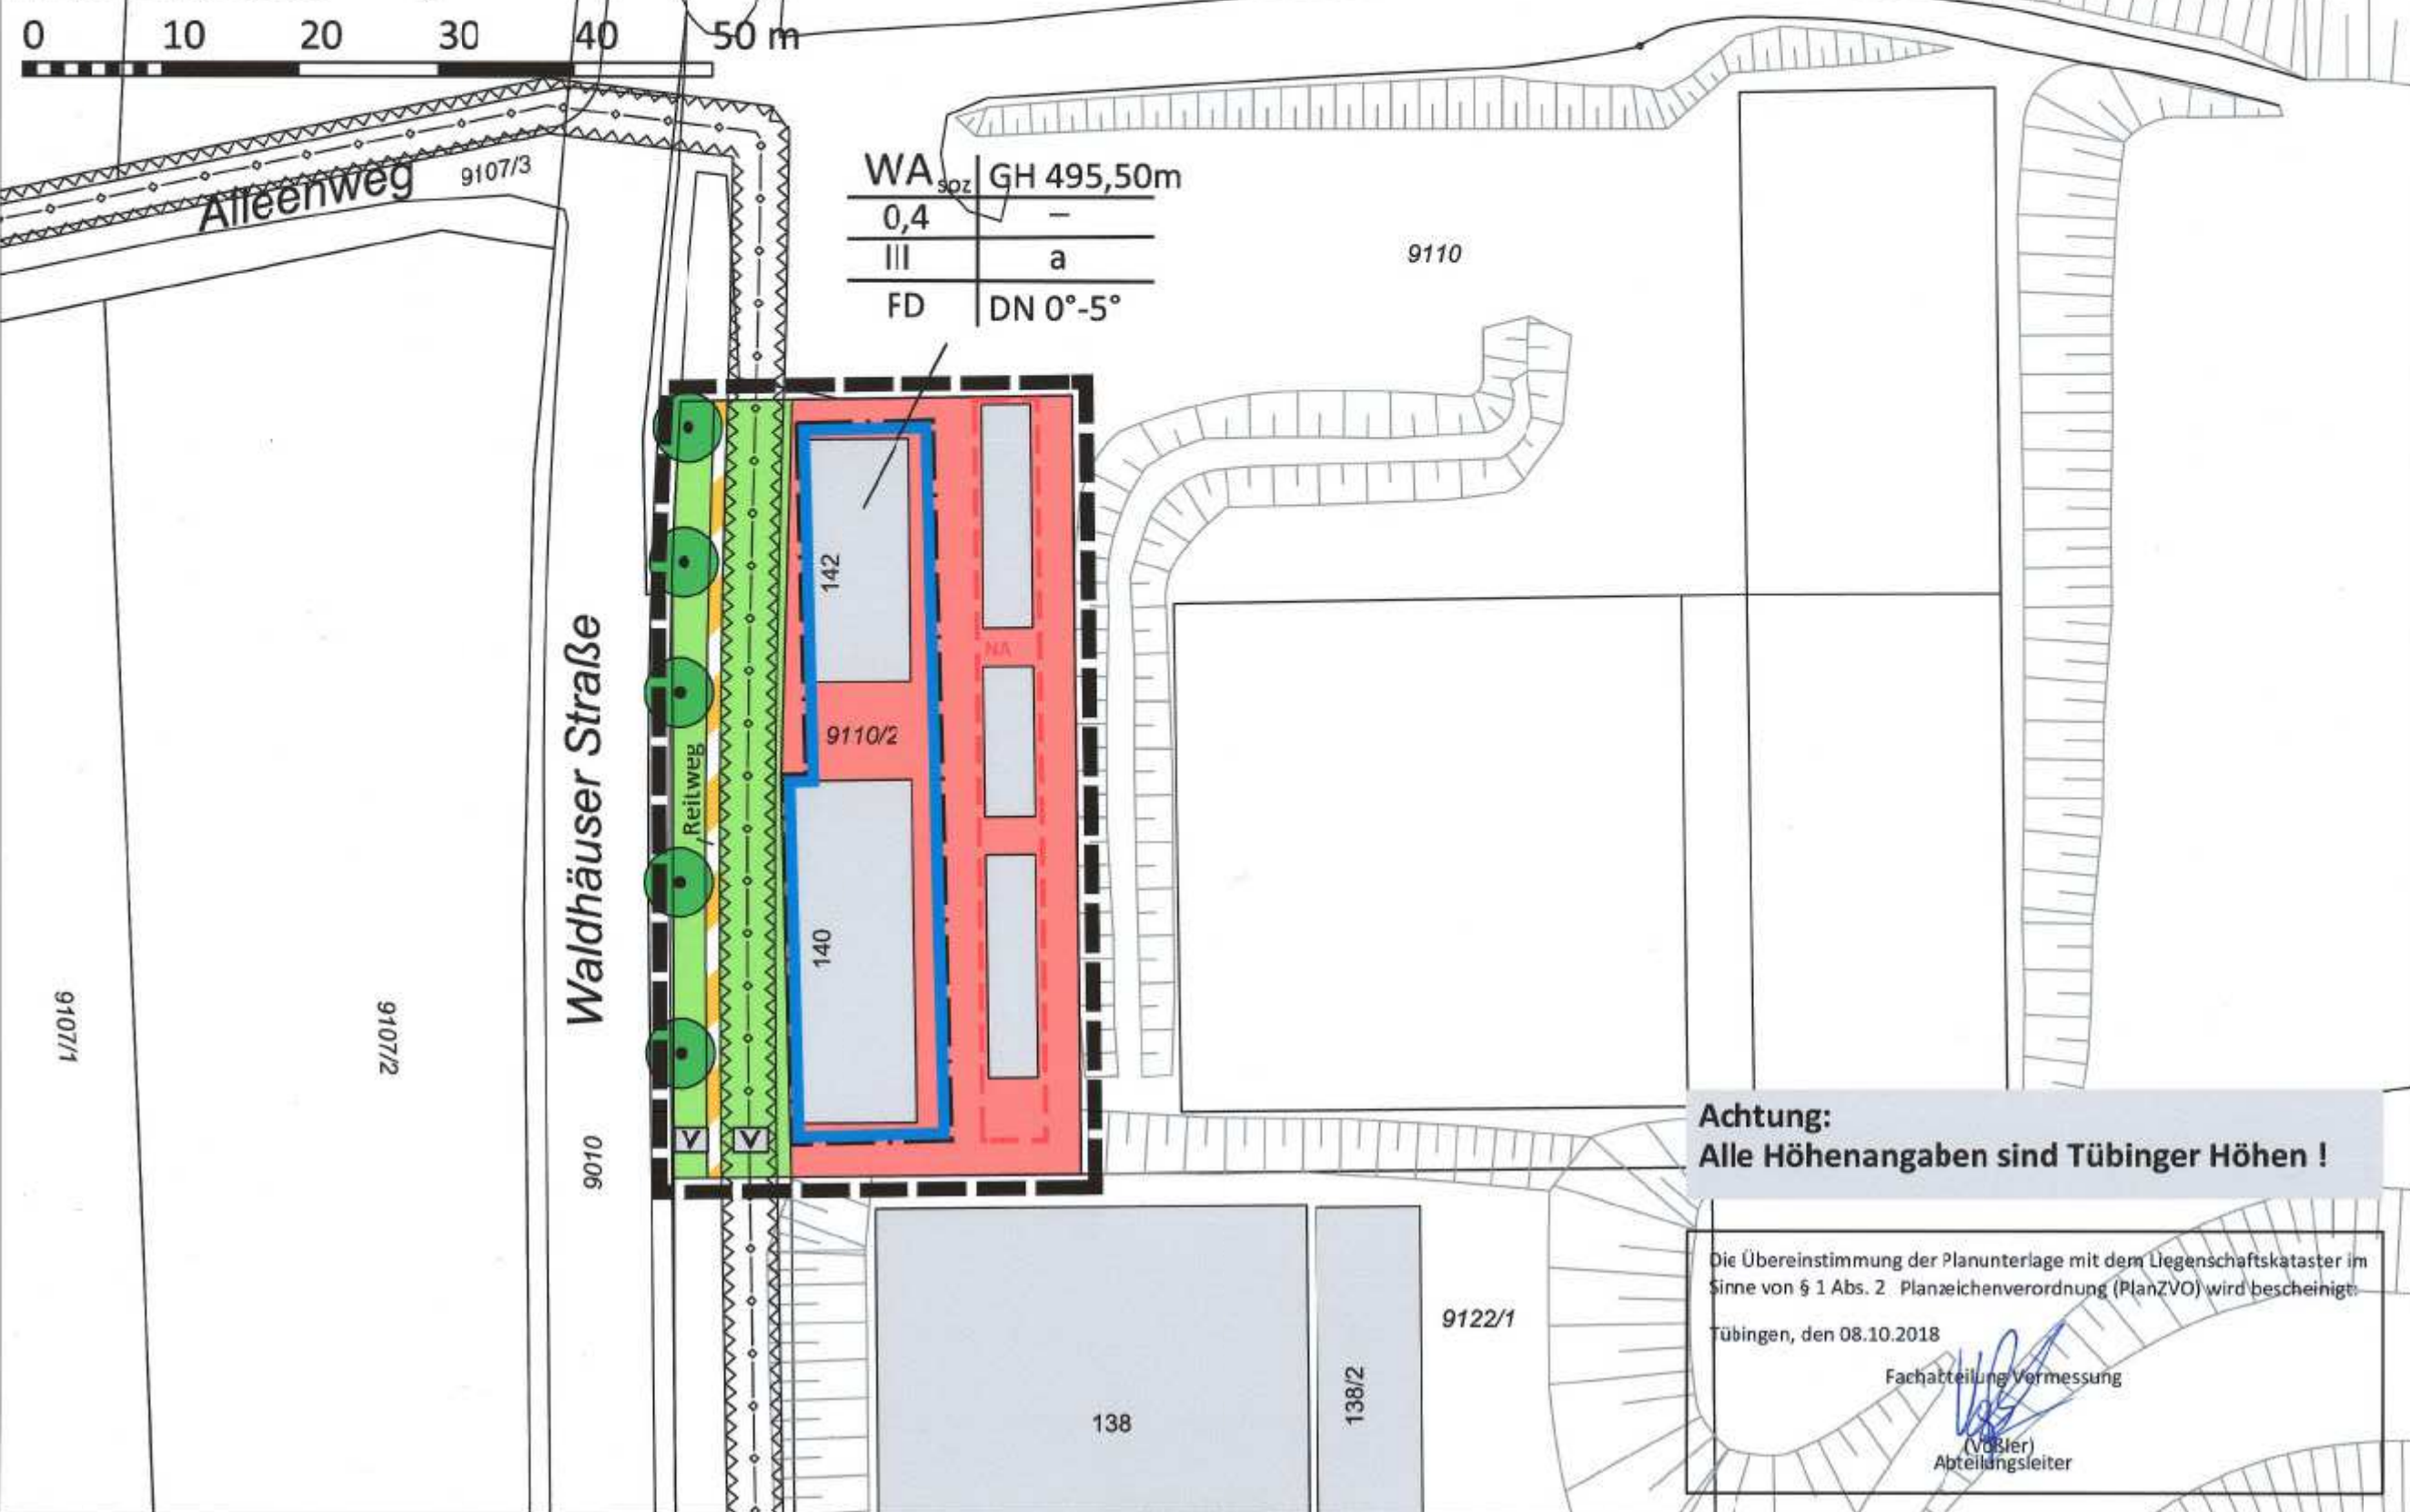 0 10 20 30 40 50 m
Alleenweg
9107/3
WA soz GH 495,50m
0,4 –
III a
FD DN 0°-5°
9110
142
NA
9110/2
Reitweg
Waldhäuser Straße
140
9107/1
9107/2
9010
V V
Achtung:
Alle Höhenangaben sind Tübinger Höhen !
Die Übereinstimmung der Planunterlage mit dem Liegenschaftskataster im
Sinne von § 1 Abs. 2 Planzeichenverordnung (PlanZVO) wird bescheinigt:
Tübingen, den 08.10.2018
Fachabteilung Vermessung
(Voßler)
Abteilungsleiter
9122/1
138
138/2